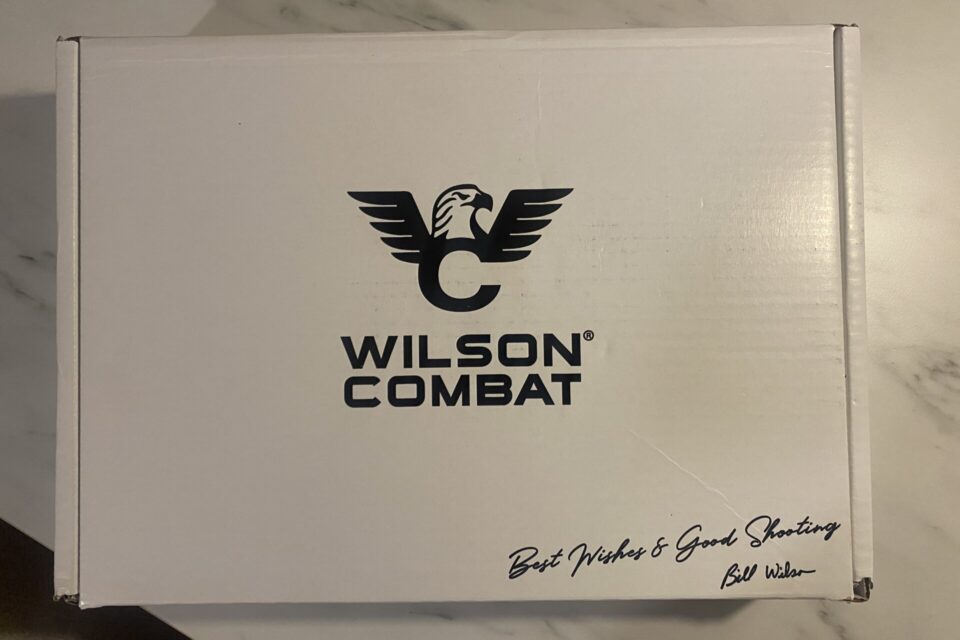 WILSON®
COMBAT
Best Wishes & Good Shooting
Bill Wilson